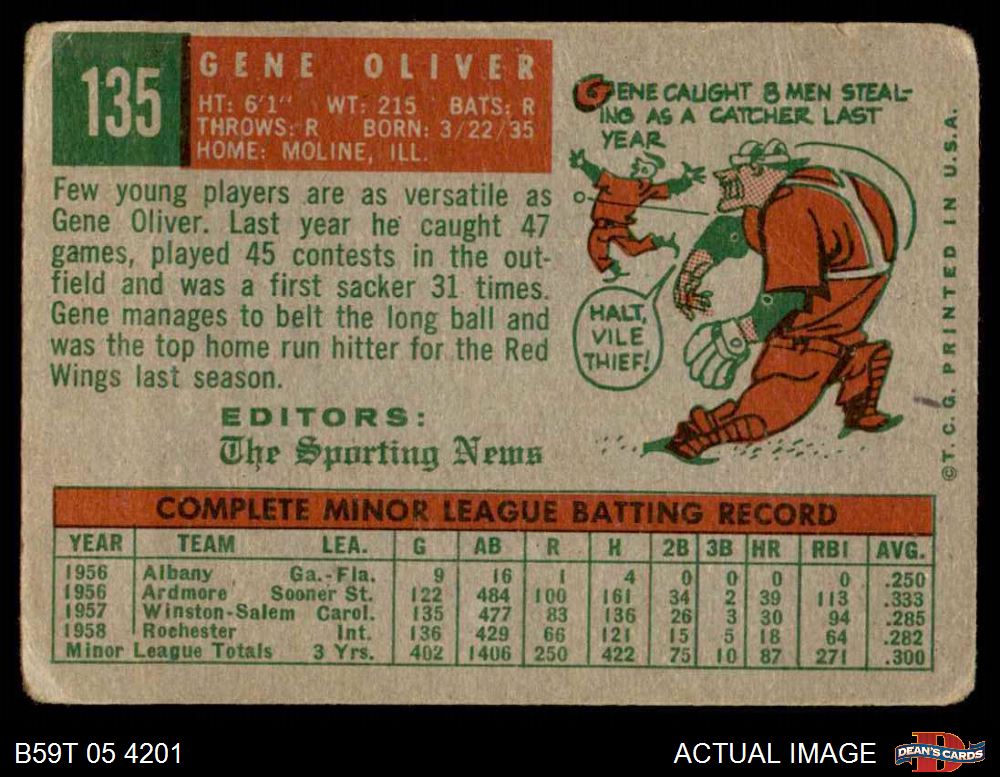 135
GENE OLIVER
HT: 6'1" WT: 215 BATS: R
THROWS: R BORN: 3/22/35
HOME: MOLINE, ILL.
Few young players are as versatile as
Gene Oliver. Last year he caught 47
games, played 45 contests in the out-
field and was a first sacker 31 times.
Gene manages to belt the long ball and
was the top home run hitter for the Red
Wings last season.
EDITORS:
The Sporting News
GENE CAUGHT 8 MEN STEAL-
ING AS A CATCHER LAST
YEAR
HALT,
VILE
THIEF!
©T.C.G. PRINTED IN U.S.A.
COMPLETE MINOR LEAGUE BATTING RECORD
YEAR TEAM LEA. G AB R H 2B 3B HR RBI AVG.
1956 Albany Ga.-Fla. 9 16 1 4 0 0 0 0 .250
1956 Ardmore Sooner St. 122 484 100 161 34 2 39 113 .333
1957 Winston-Salem Carol. 135 477 83 136 26 3 30 94 .285
1958 Rochester Int. 136 429 66 121 15 5 18 64 .282
Minor League Totals 3 Yrs. 402 1406 250 422 75 10 87 271 .300
B59T 05 4201
ACTUAL IMAGE
DEAN'S CARDS